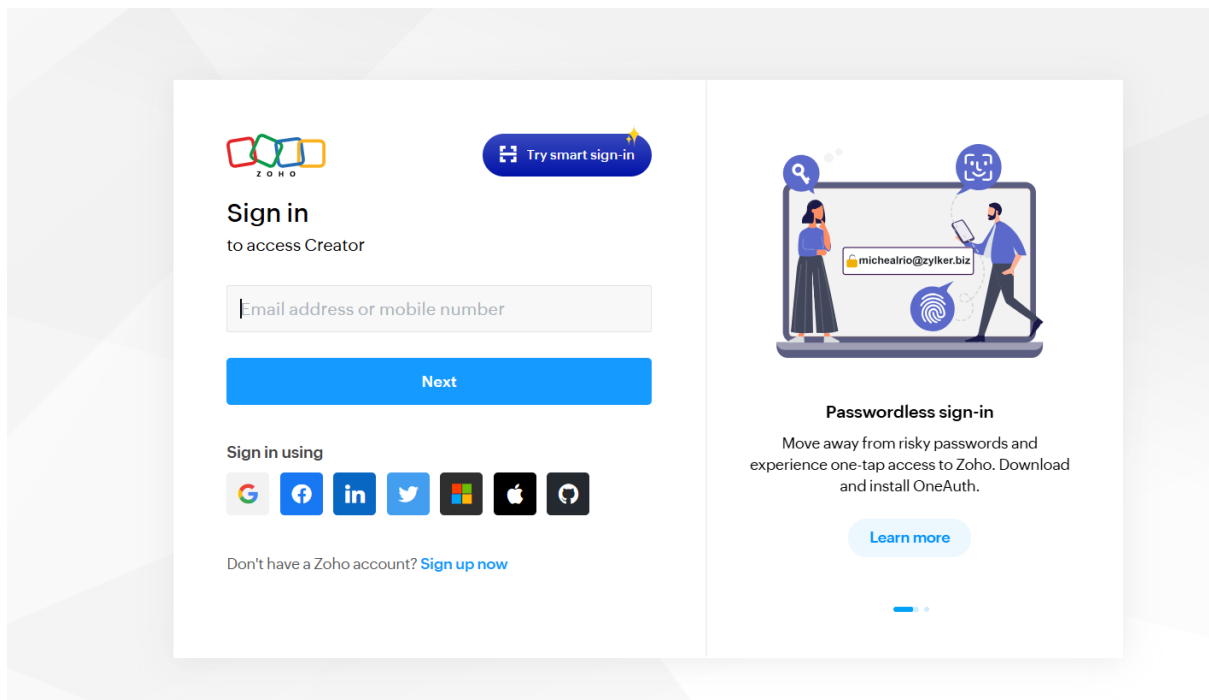 ZOHO
Try smart sign-in
Sign in
to access Creator
Email address or mobile number
Next
Sign in using
in
Don't have a Zoho account? Sign up now
michealrio@zylker.biz
Passwordless sign-in
Move away from risky passwords and
experience one-tap access to Zoho. Download
and install OneAuth.
Learn more